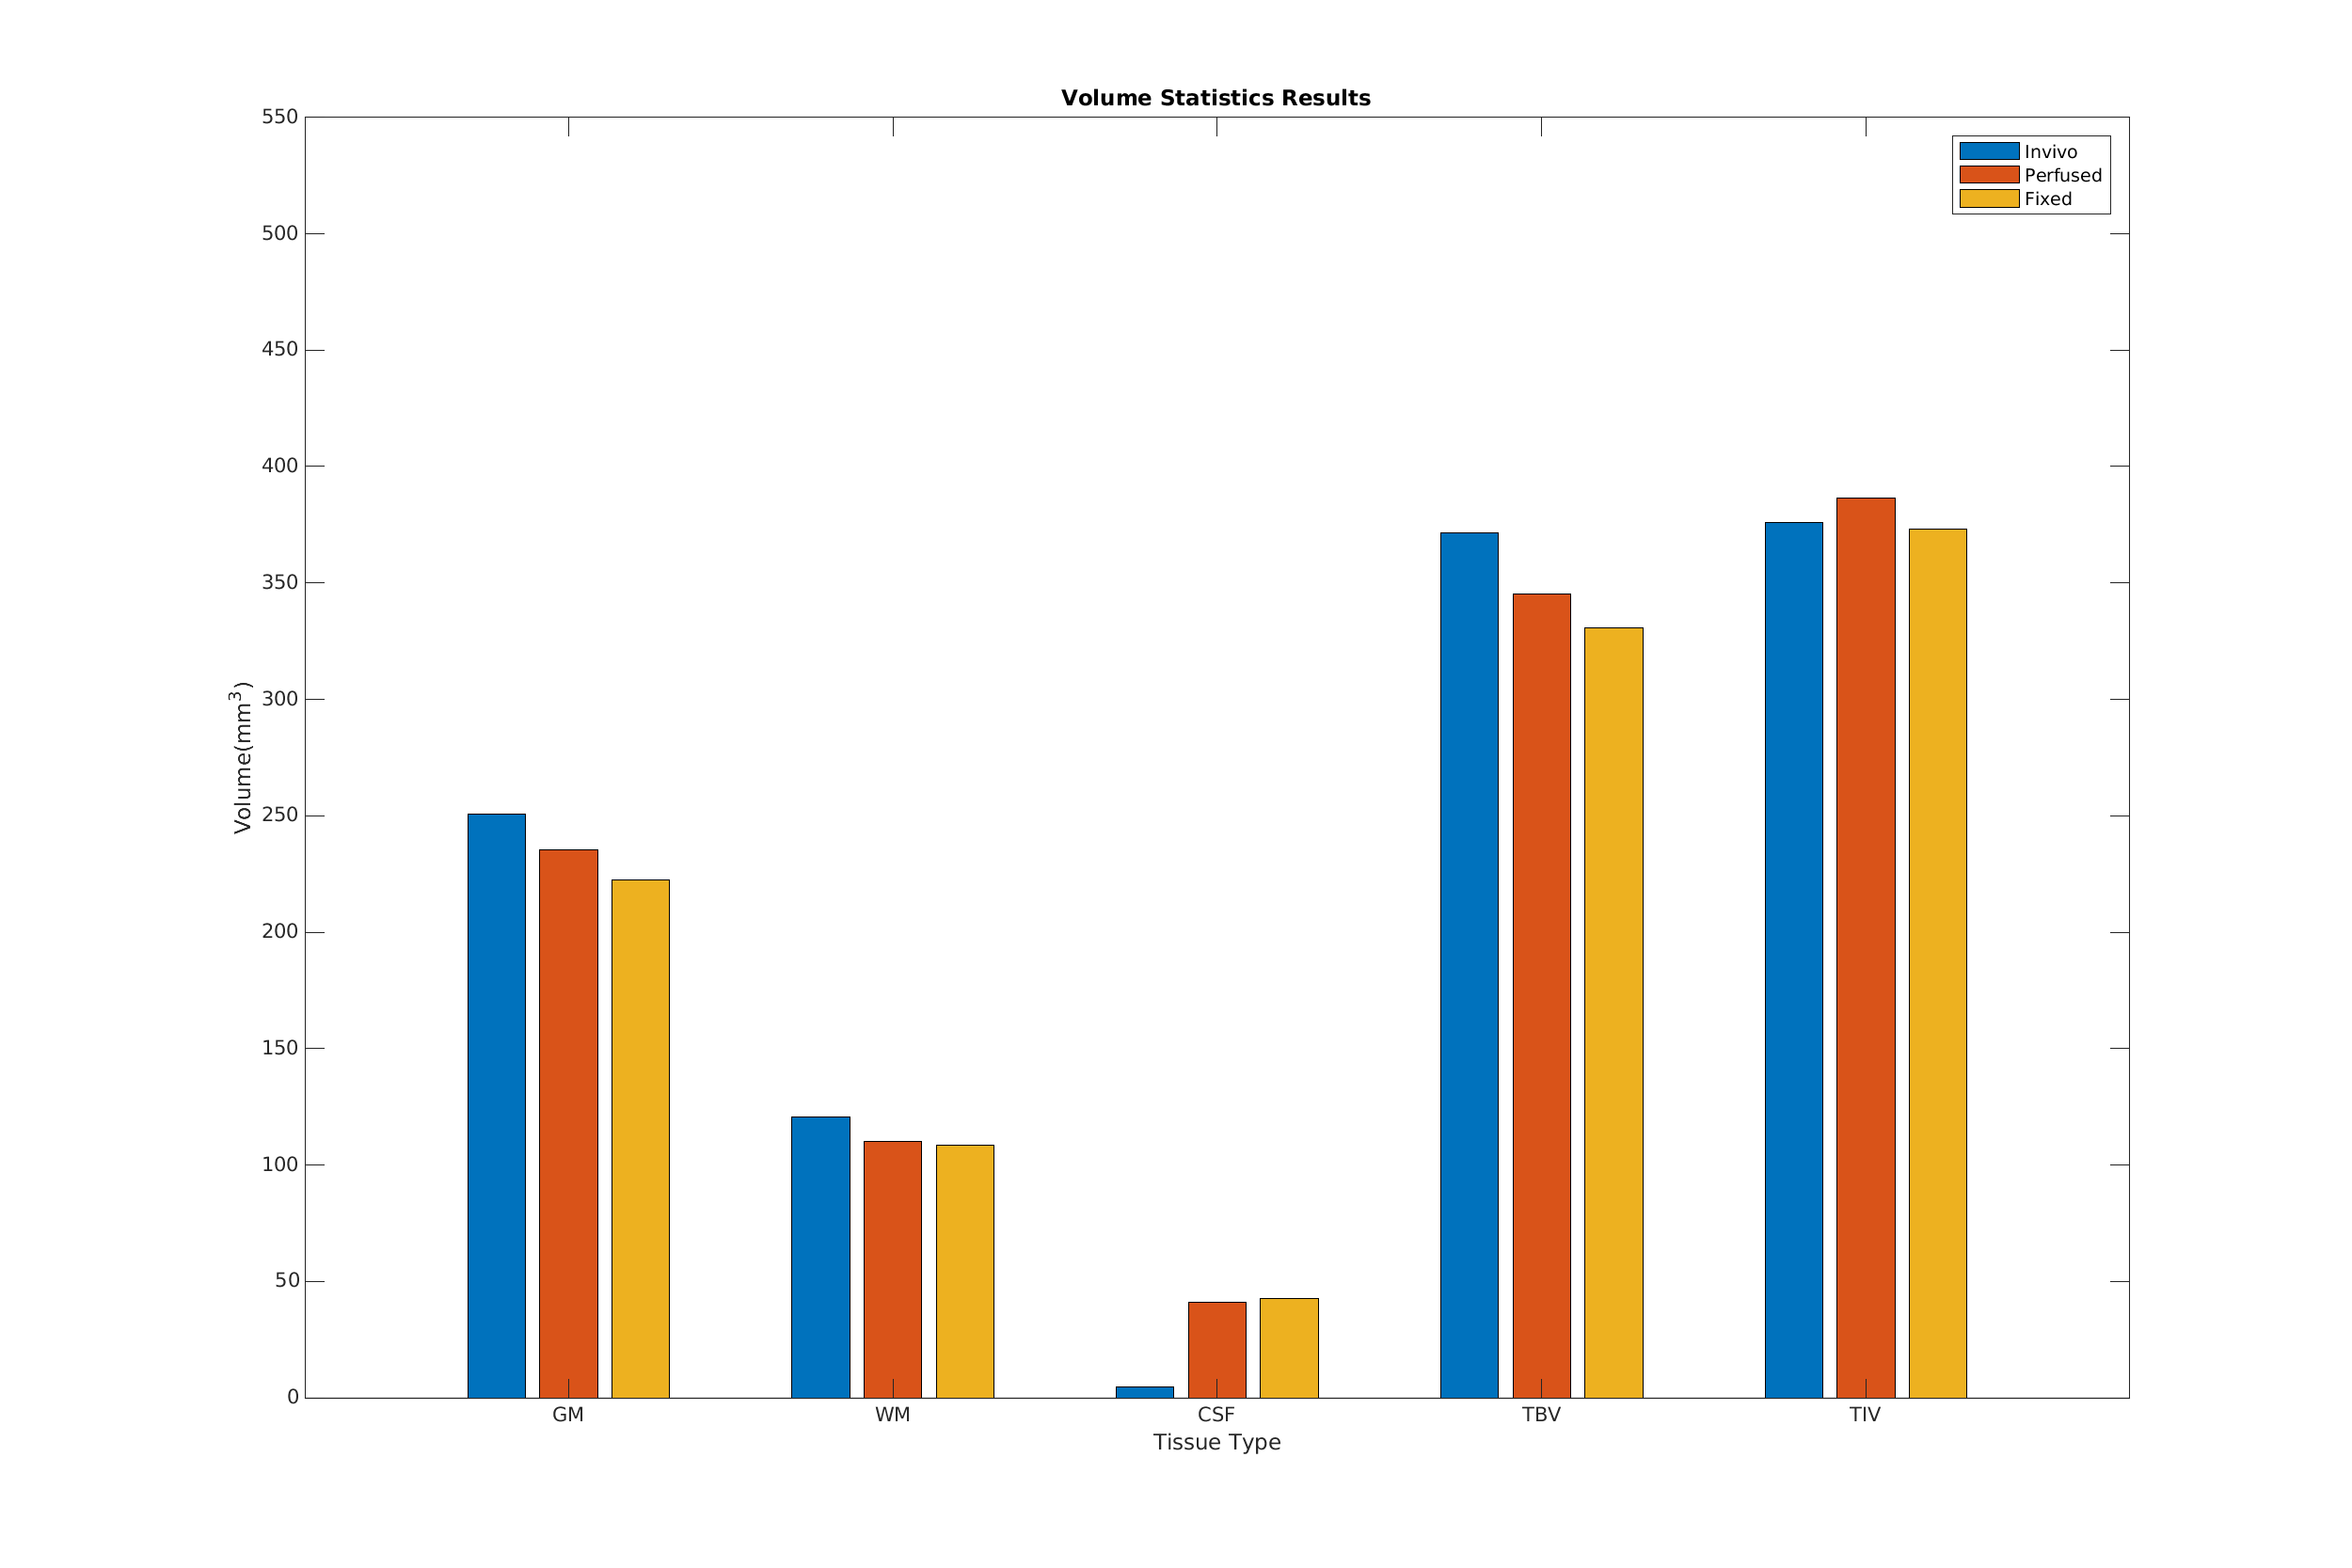 Volume Statistics Results
Invivo
Perfused
Fixed
550
500
450
400
350
300
250
200
150
100
50
0
Volume(mm³)
GM WM CSF TBV TIV
Tissue Type